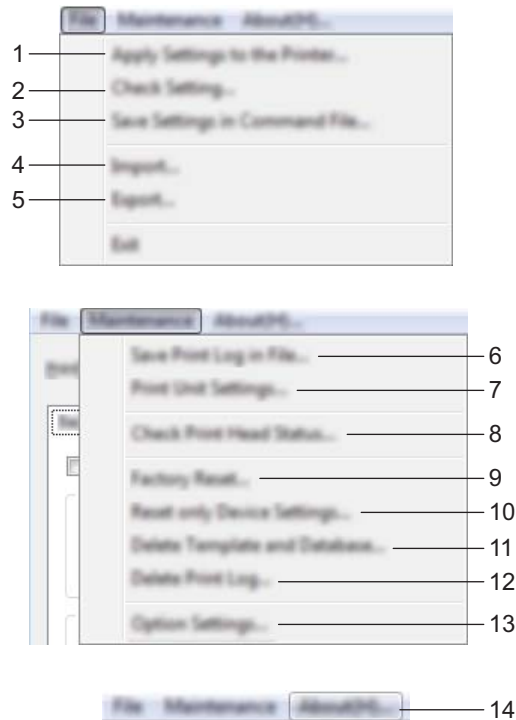 File Maintenance About(H)...
1 Apply Settings to the Printer...
2 Check Setting...
3 Save Settings in Command File...
4 Import...
5 Export...
Exit
File Maintenance About(H)...
Save Print Log in File... 6
Print Unit Settings... 7
Check Print Head Status... 8
Factory Reset... 9
Reset only Device Settings... 10
Delete Template and Database... 11
Delete Print Log... 12
Option Settings... 13
File Maintenance About(H)... 14